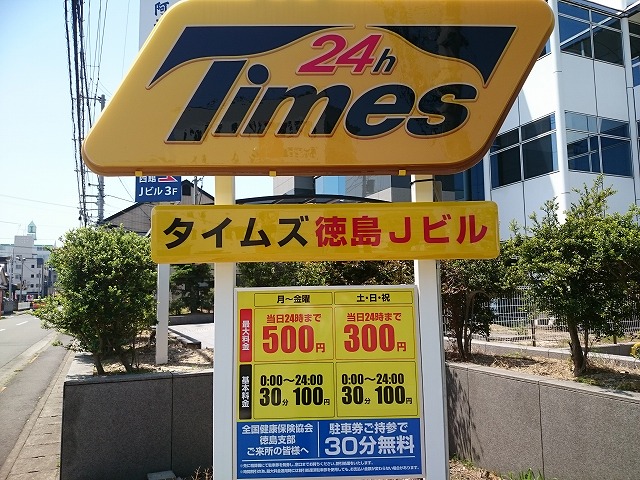 24h
Times
Jビル3F
タイムズ徳島Jビル
月～金曜
土・日・祝
最大料金
当日24時まで
500円
当日24時まで
300円
基本料金
0:00～24:00
30分100円
0:00～24:00
30分100円
全国健康保険協会
徳島支部
ご来所の皆様へ
駐車券ご持参で
30分無料